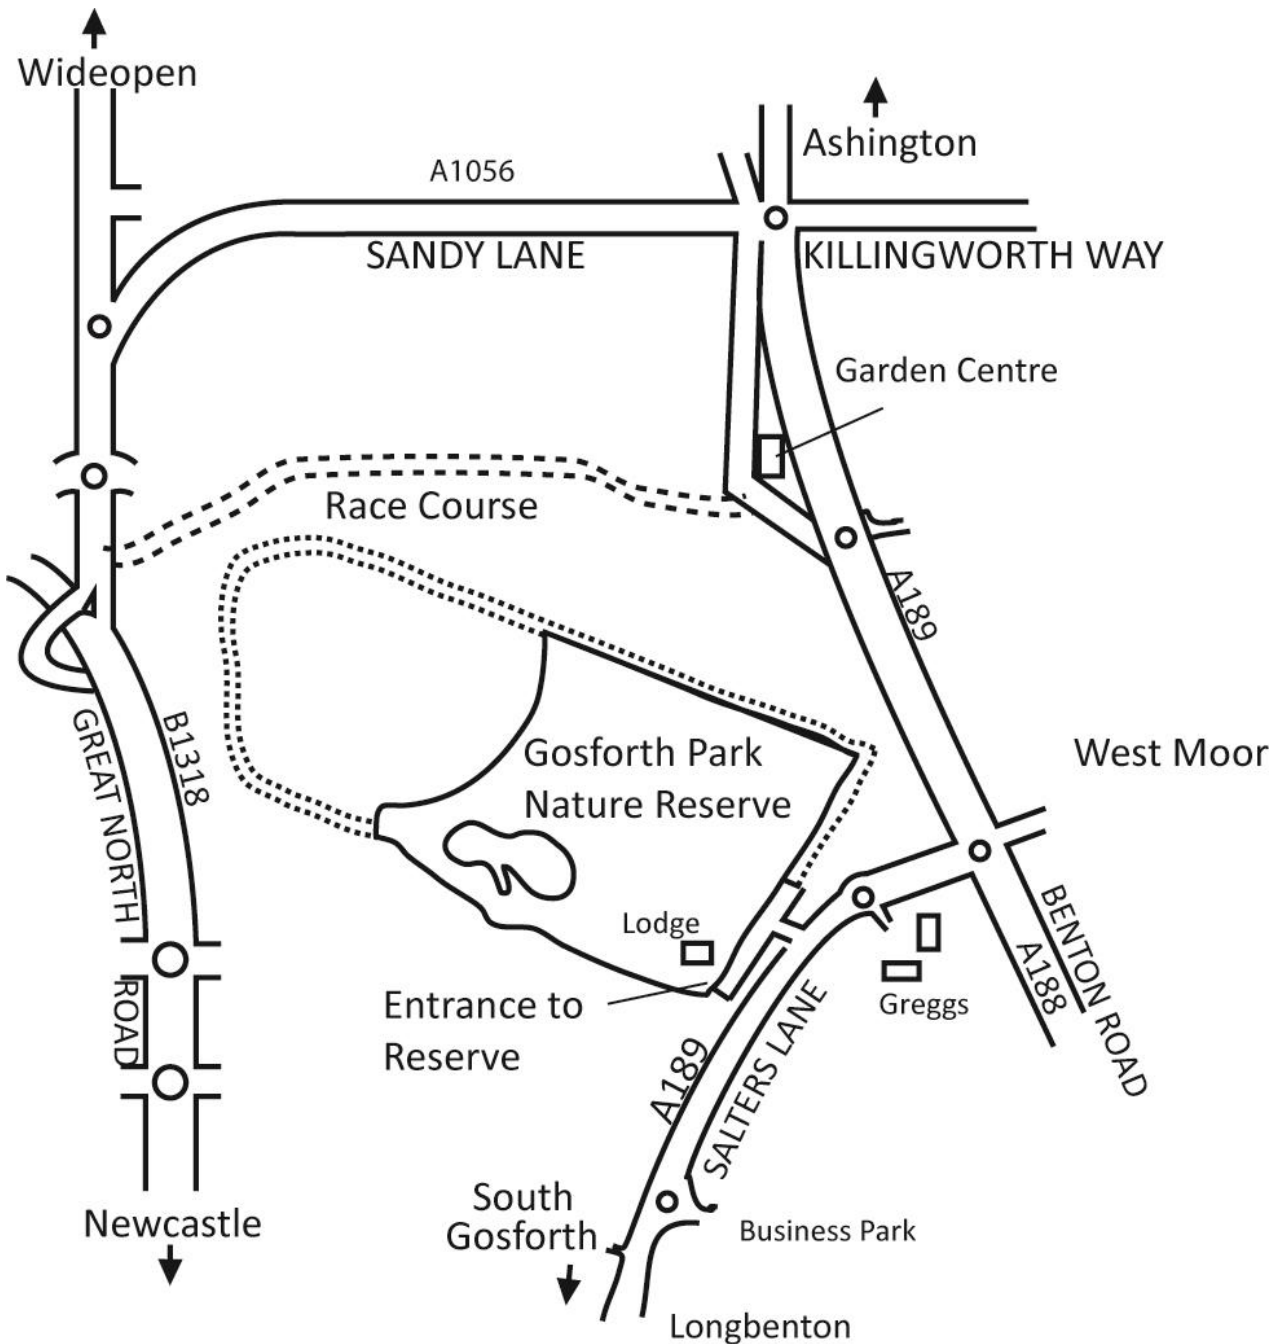 Wideopen
Ashington
A1056
SANDY LANE
KILLINGWORTH WAY
Garden Centre
Race Course
A189
GREAT NORTH
ROAD
B1318
Gosforth Park
Nature Reserve
West Moor
Lodge
Entrance to
Reserve
Greggs
A188
BENTON ROAD
A189
SALTERS LANE
South
Gosforth
Newcastle
Business Park
Longbenton